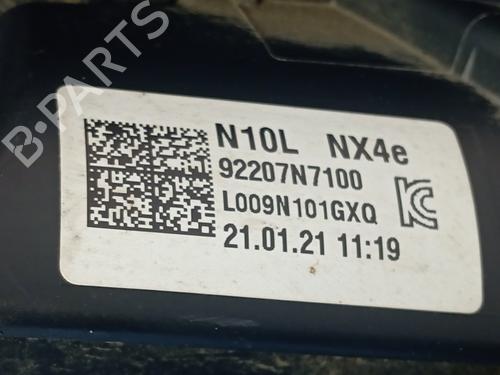 B-PARTS
N10L NX4e
92207N7100
L009N101GXQ
21.01.21 11:19